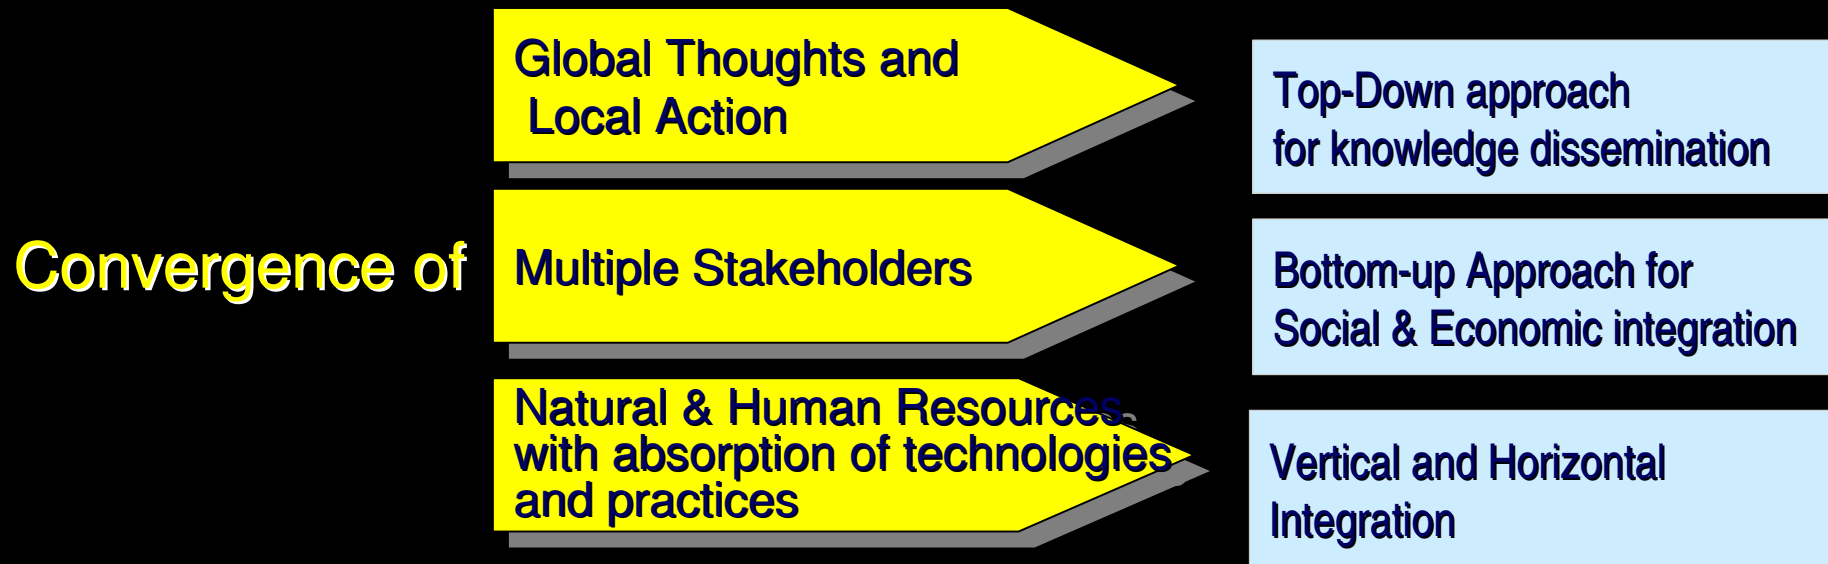 Convergence of
Global Thoughts and
Local Action
Top-Down approach
for knowledge dissemination
Multiple Stakeholders
Bottom-up Approach for
Social & Economic integration
Natural & Human Resources
with absorption of technologies
and practices
Vertical and Horizontal
Integration